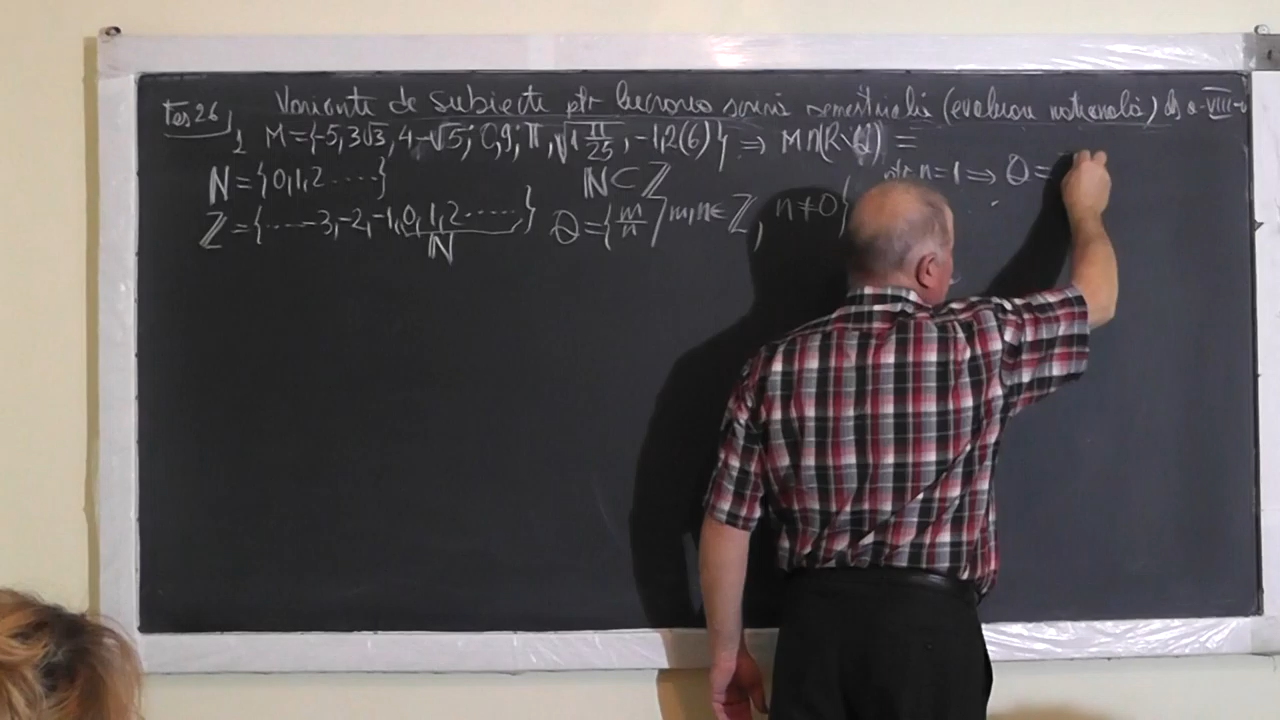 Tes 26 Variante de subiecte ptr lucrarea scrisă semestrială (evaluare natională) cls a-VIII-a
1 M={-5, 3√3, 4-√5; 0,9; π, √1 11/25, -1,2(6)} ⇒ M∩(R\Q) =
N={0,1,2.....} N⊂Z ptr n=1 ⇒ Q=
Z={.....-3,-2,-1,0,1,2......} Q={m/n / m,n∈Z, n≠0}
N